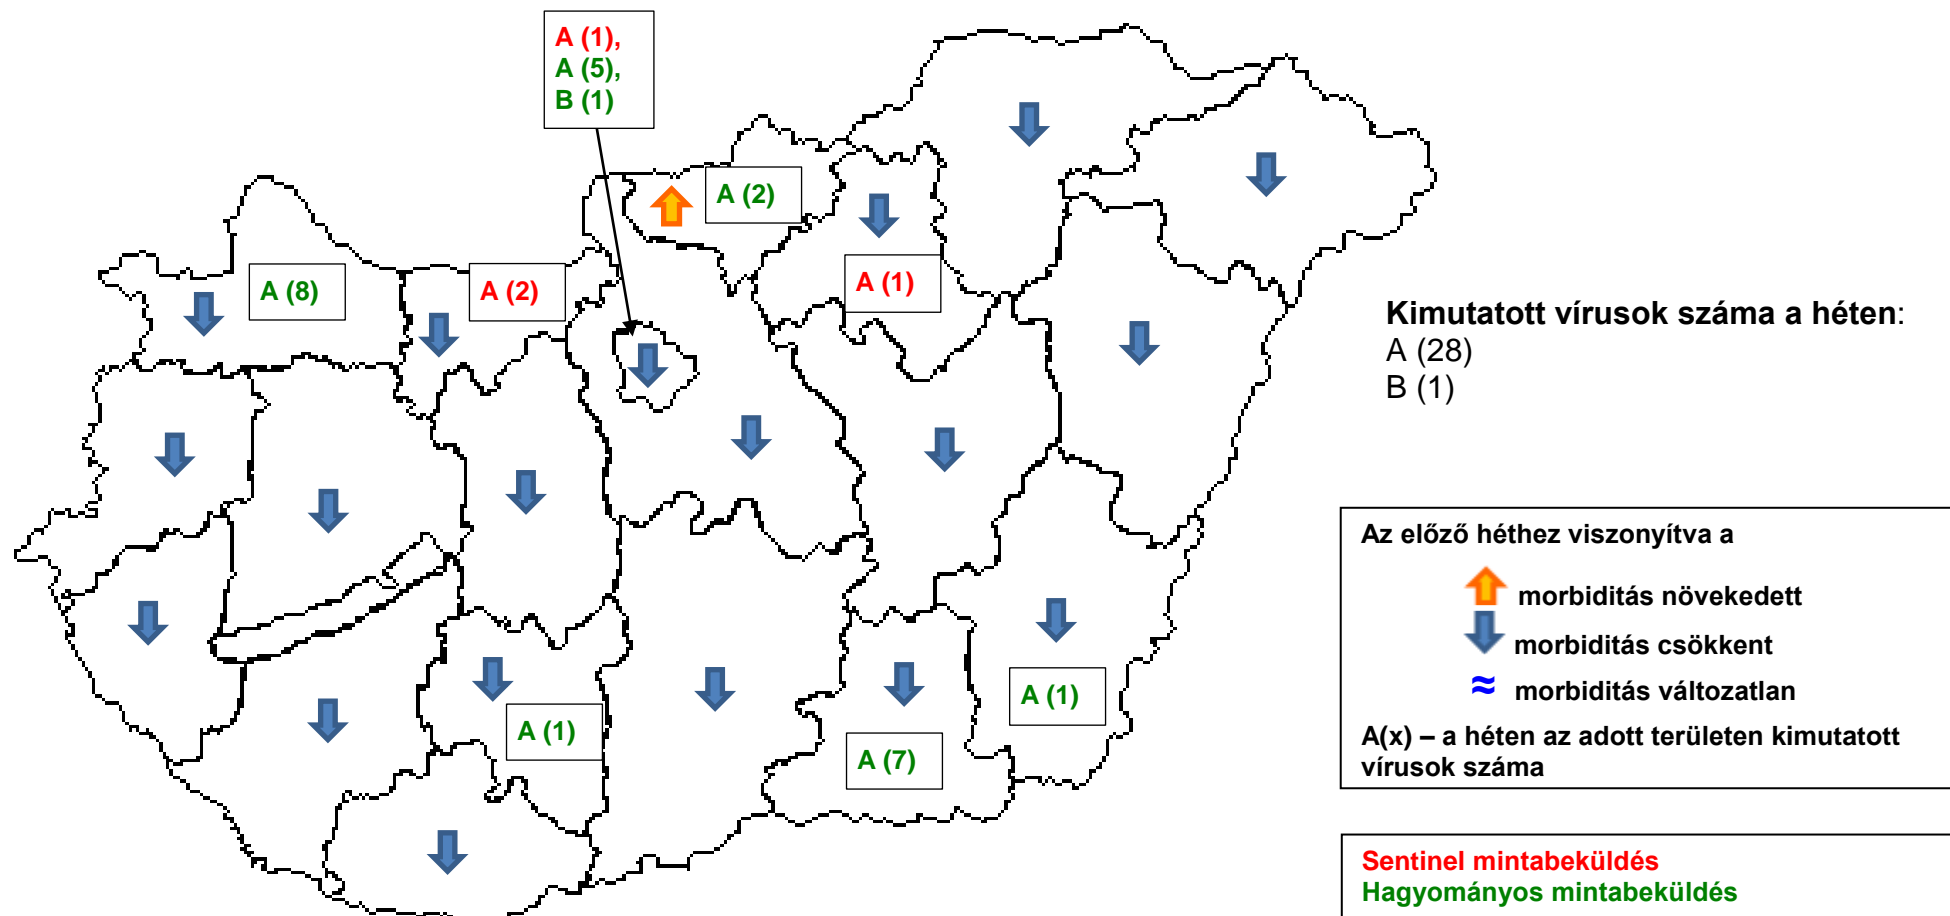 A (1),
A (5),
B (1)
A (2)
A (8)
A (2)
A (1)
Kimutatott vírusok száma a héten:
A (28)
B (1)
Az előző héthez viszonyítva a
morbiditás növekedett
morbiditás csökkent
≈ morbiditás változatlan
A(x) – a héten az adott területen kimutatott
vírusok száma
A (1)
A (1)
A (7)
Sentinel mintabeküldés
Hagyományos mintabeküldés